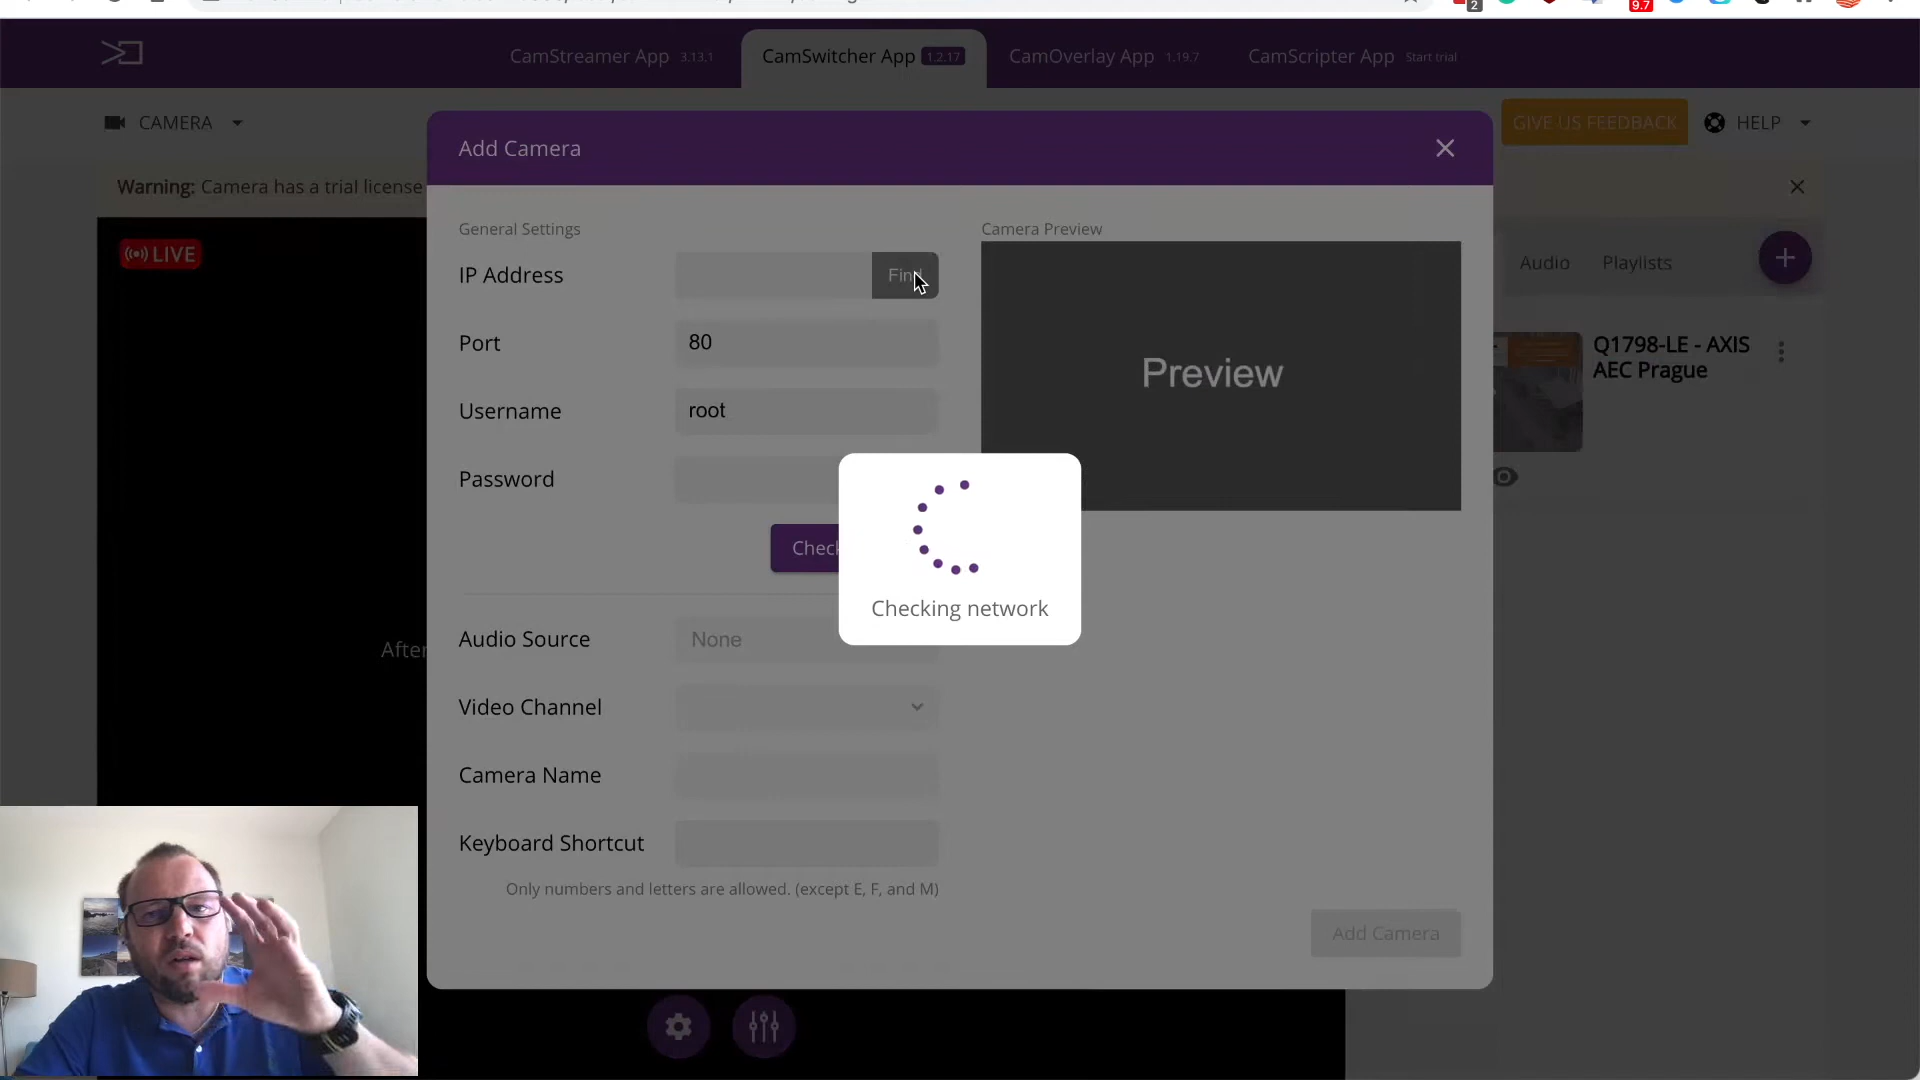 CamStreamer App 3.13.1
CamSwitcher App 1.2.17
CamOverlay App 1.19.7
CamScripter App Start trial
2
9.7
CAMERA
GIVE US FEEDBACK
HELP
Add Camera
Warning: Camera has a trial license
LIVE
General Settings
Camera Preview
IP Address
Port 80
Username root
Password
Preview
Checking network
Audio Source None
Video Channel
Camera Name
Keyboard Shortcut
Only numbers and letters are allowed. (except E, F, and M)
Add Camera
After
Audio
Playlists
Q1798-LE - AXIS
AEC Prague